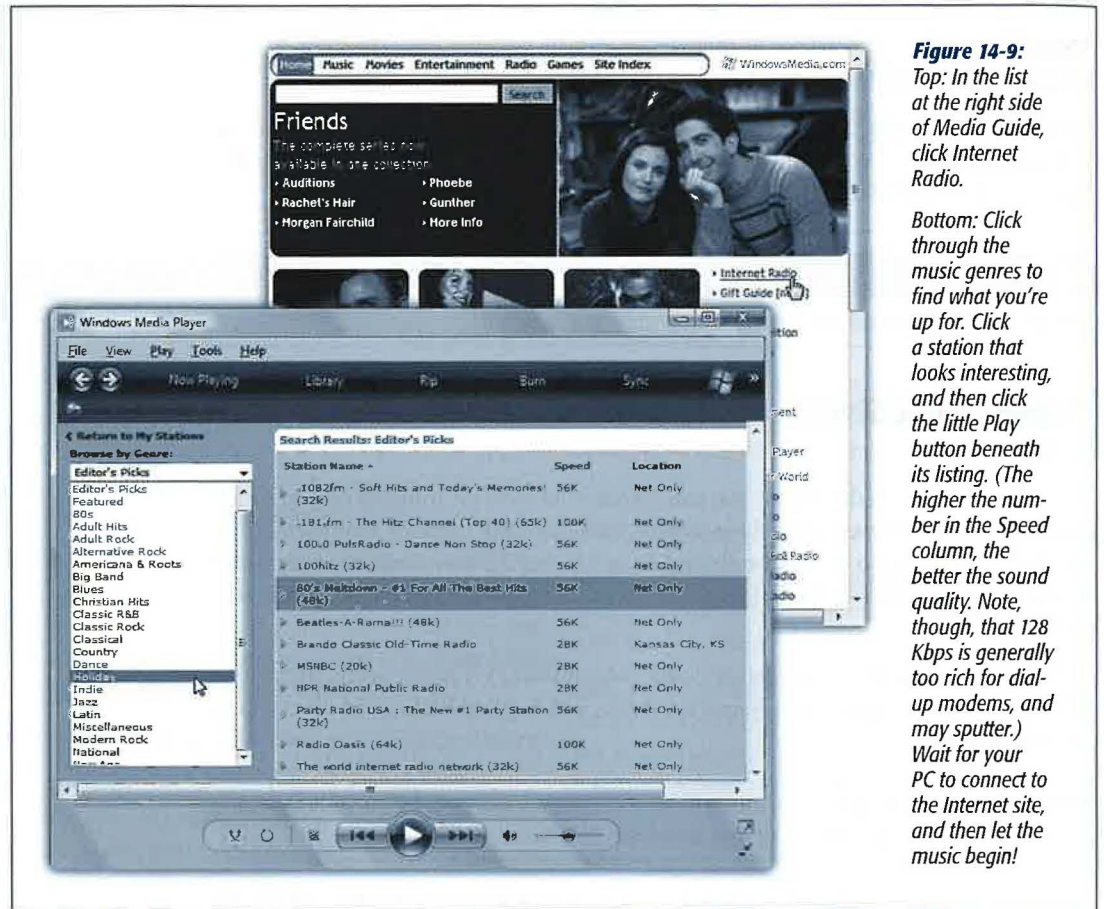 Home Music Movies Entertainment Radio Games Site Index
WindowsMedia.com
Search
Friends
The complete series now
available in one collection
Auditions
Phoebe
Rachel's Hair
Gunther
Morgan Fairchild
More Info
Internet Radio
Gift Guide
Windows Media Player
File View Play Tools Help
Now Playing Library Rip Burn Sync
Return to My Stations
Browse by Genre:
Editor's Picks
Editor's Picks
Featured
80s
Adult Hits
Adult Rock
Alternative Rock
Americana & Roots
Big Band
Blues
Christian Hits
Classic R&B
Classic Rock
Classical
Country
Dance
Holiday
Indie
Jazz
Latin
Miscellaneous
Modern Rock
National
New Age
Search Results: Editor's Picks
Station Name Speed Location
.1082fm - Soft Hits and Today's Memories! 56K Net Only
(32k)
.181.fm - The Hitz Channel (Top 40) (65k) 100K Net Only
100.0 PulsRadio - Dance Non Stop (32k) 56K Net Only
100hitz (32k) 56K Net Only
80's Meltdown - #1 For All The Best Hits 56K Net Only
(48k)
Beatles-A-Rama!!! (48k) 56K Net Only
Brando Classic Old-Time Radio 28K Kansas City, KS
MSNBC (20k) 28K Net Only
NPR National Public Radio 28K Net Only
Party Radio USA : The New #1 Party Station 56K Net Only
(32k)
Radio Oasis (64k) 100K Net Only
The world internet radio network (32k) 56K Net Only
Player
World
Radio
Figure 14-9:
Top: In the list
at the right side
of Media Guide,
click Internet
Radio.
Bottom: Click
through the
music genres to
find what you're
up for. Click
a station that
looks interesting,
and then click
the little Play
button beneath
its listing. (The
higher the num-
ber in the Speed
column, the
better the sound
quality. Note,
though, that 128
Kbps is generally
too rich for dial-
up modems, and
may sputter.)
Wait for your
PC to connect to
the Internet site,
and then let the
music begin!